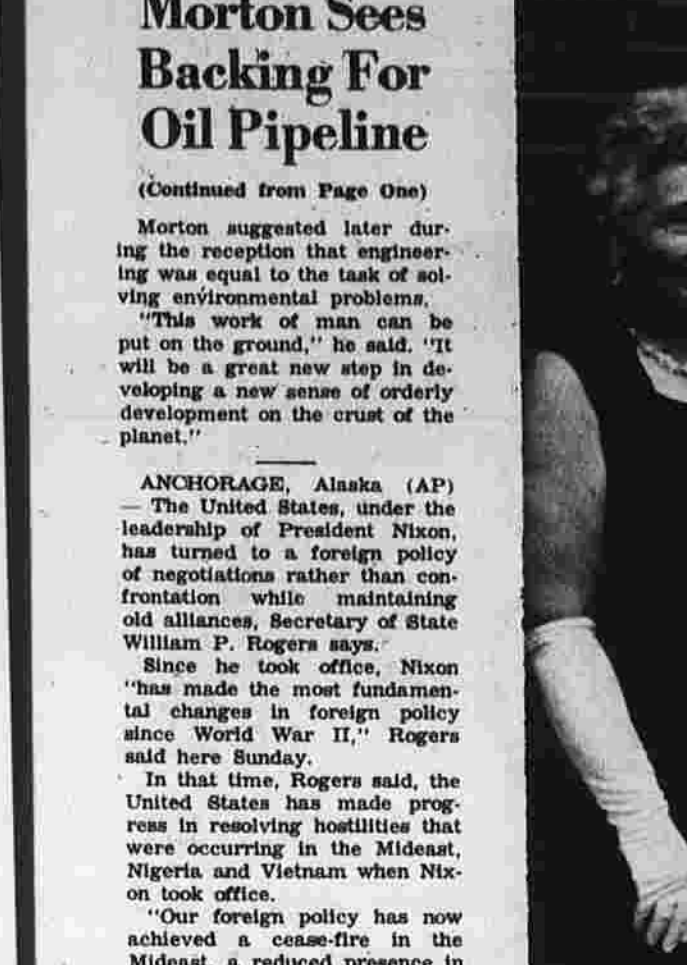 Morton Sees
Backing For
Oil Pipeline
(Continued from Page One)
Morton suggested later dur-
ing the reception that engineer-
ing was equal to the task of sol-
ving environmental problems.
"This work of man can be
put on the ground," he said. "It
will be a great new step in de-
veloping a new sense of orderly
development on the crust of the
planet."
ANCHORAGE, Alaska (AP)
— The United States, under the
leadership of President Nixon,
has turned to a foreign policy
of negotiations rather than con-
frontation while maintaining
old alliances, Secretary of State
William P. Rogers says.
Since he took office, Nixon
"has made the most fundamen-
tal changes in foreign policy
since World War II," Rogers
said here Sunday.
In that time, Rogers said, the
United States has made prog-
ress in resolving hostilities that
were occurring in the Mideast,
Nigeria and Vietnam when Nix-
on took office.
"Our foreign policy has now
achieved a cease-fire in the
Mideast, a reduced presence in